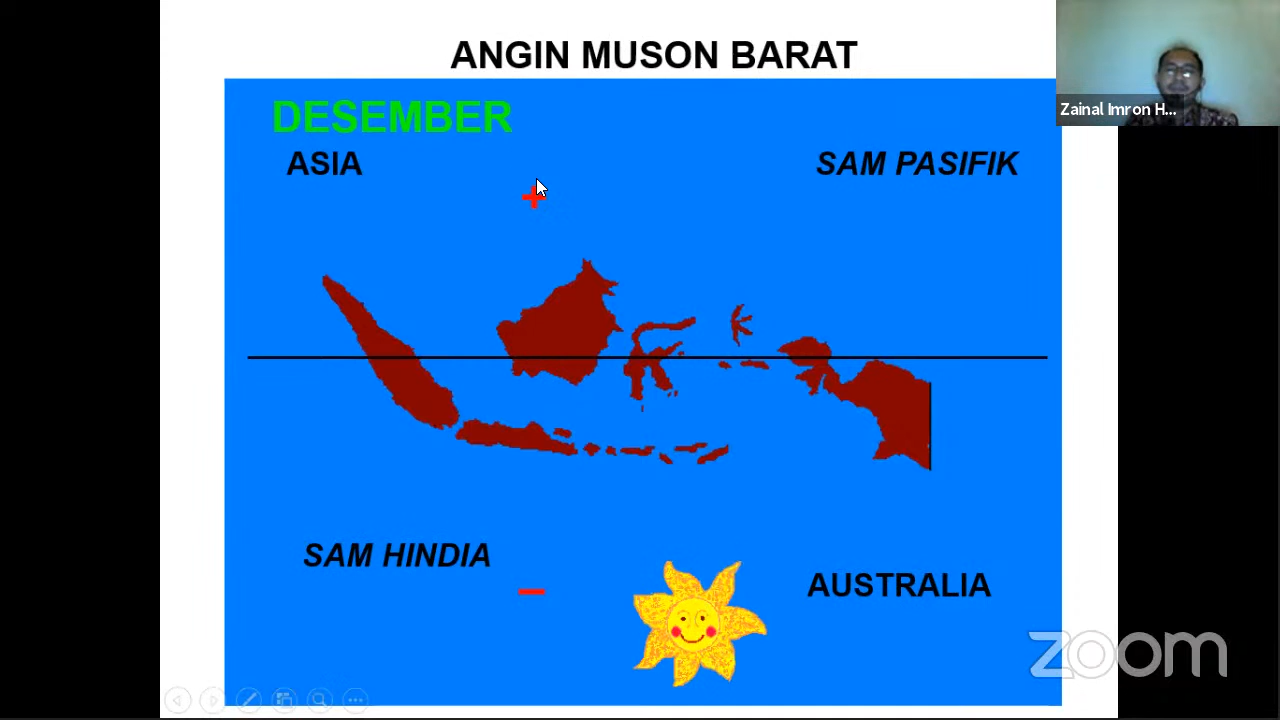 ANGIN MUSON BARAT
DESEMBER
ASIA
SAM PASIFIK
Zainal Imron H...
+
SAM HINDIA
–
AUSTRALIA
zoom